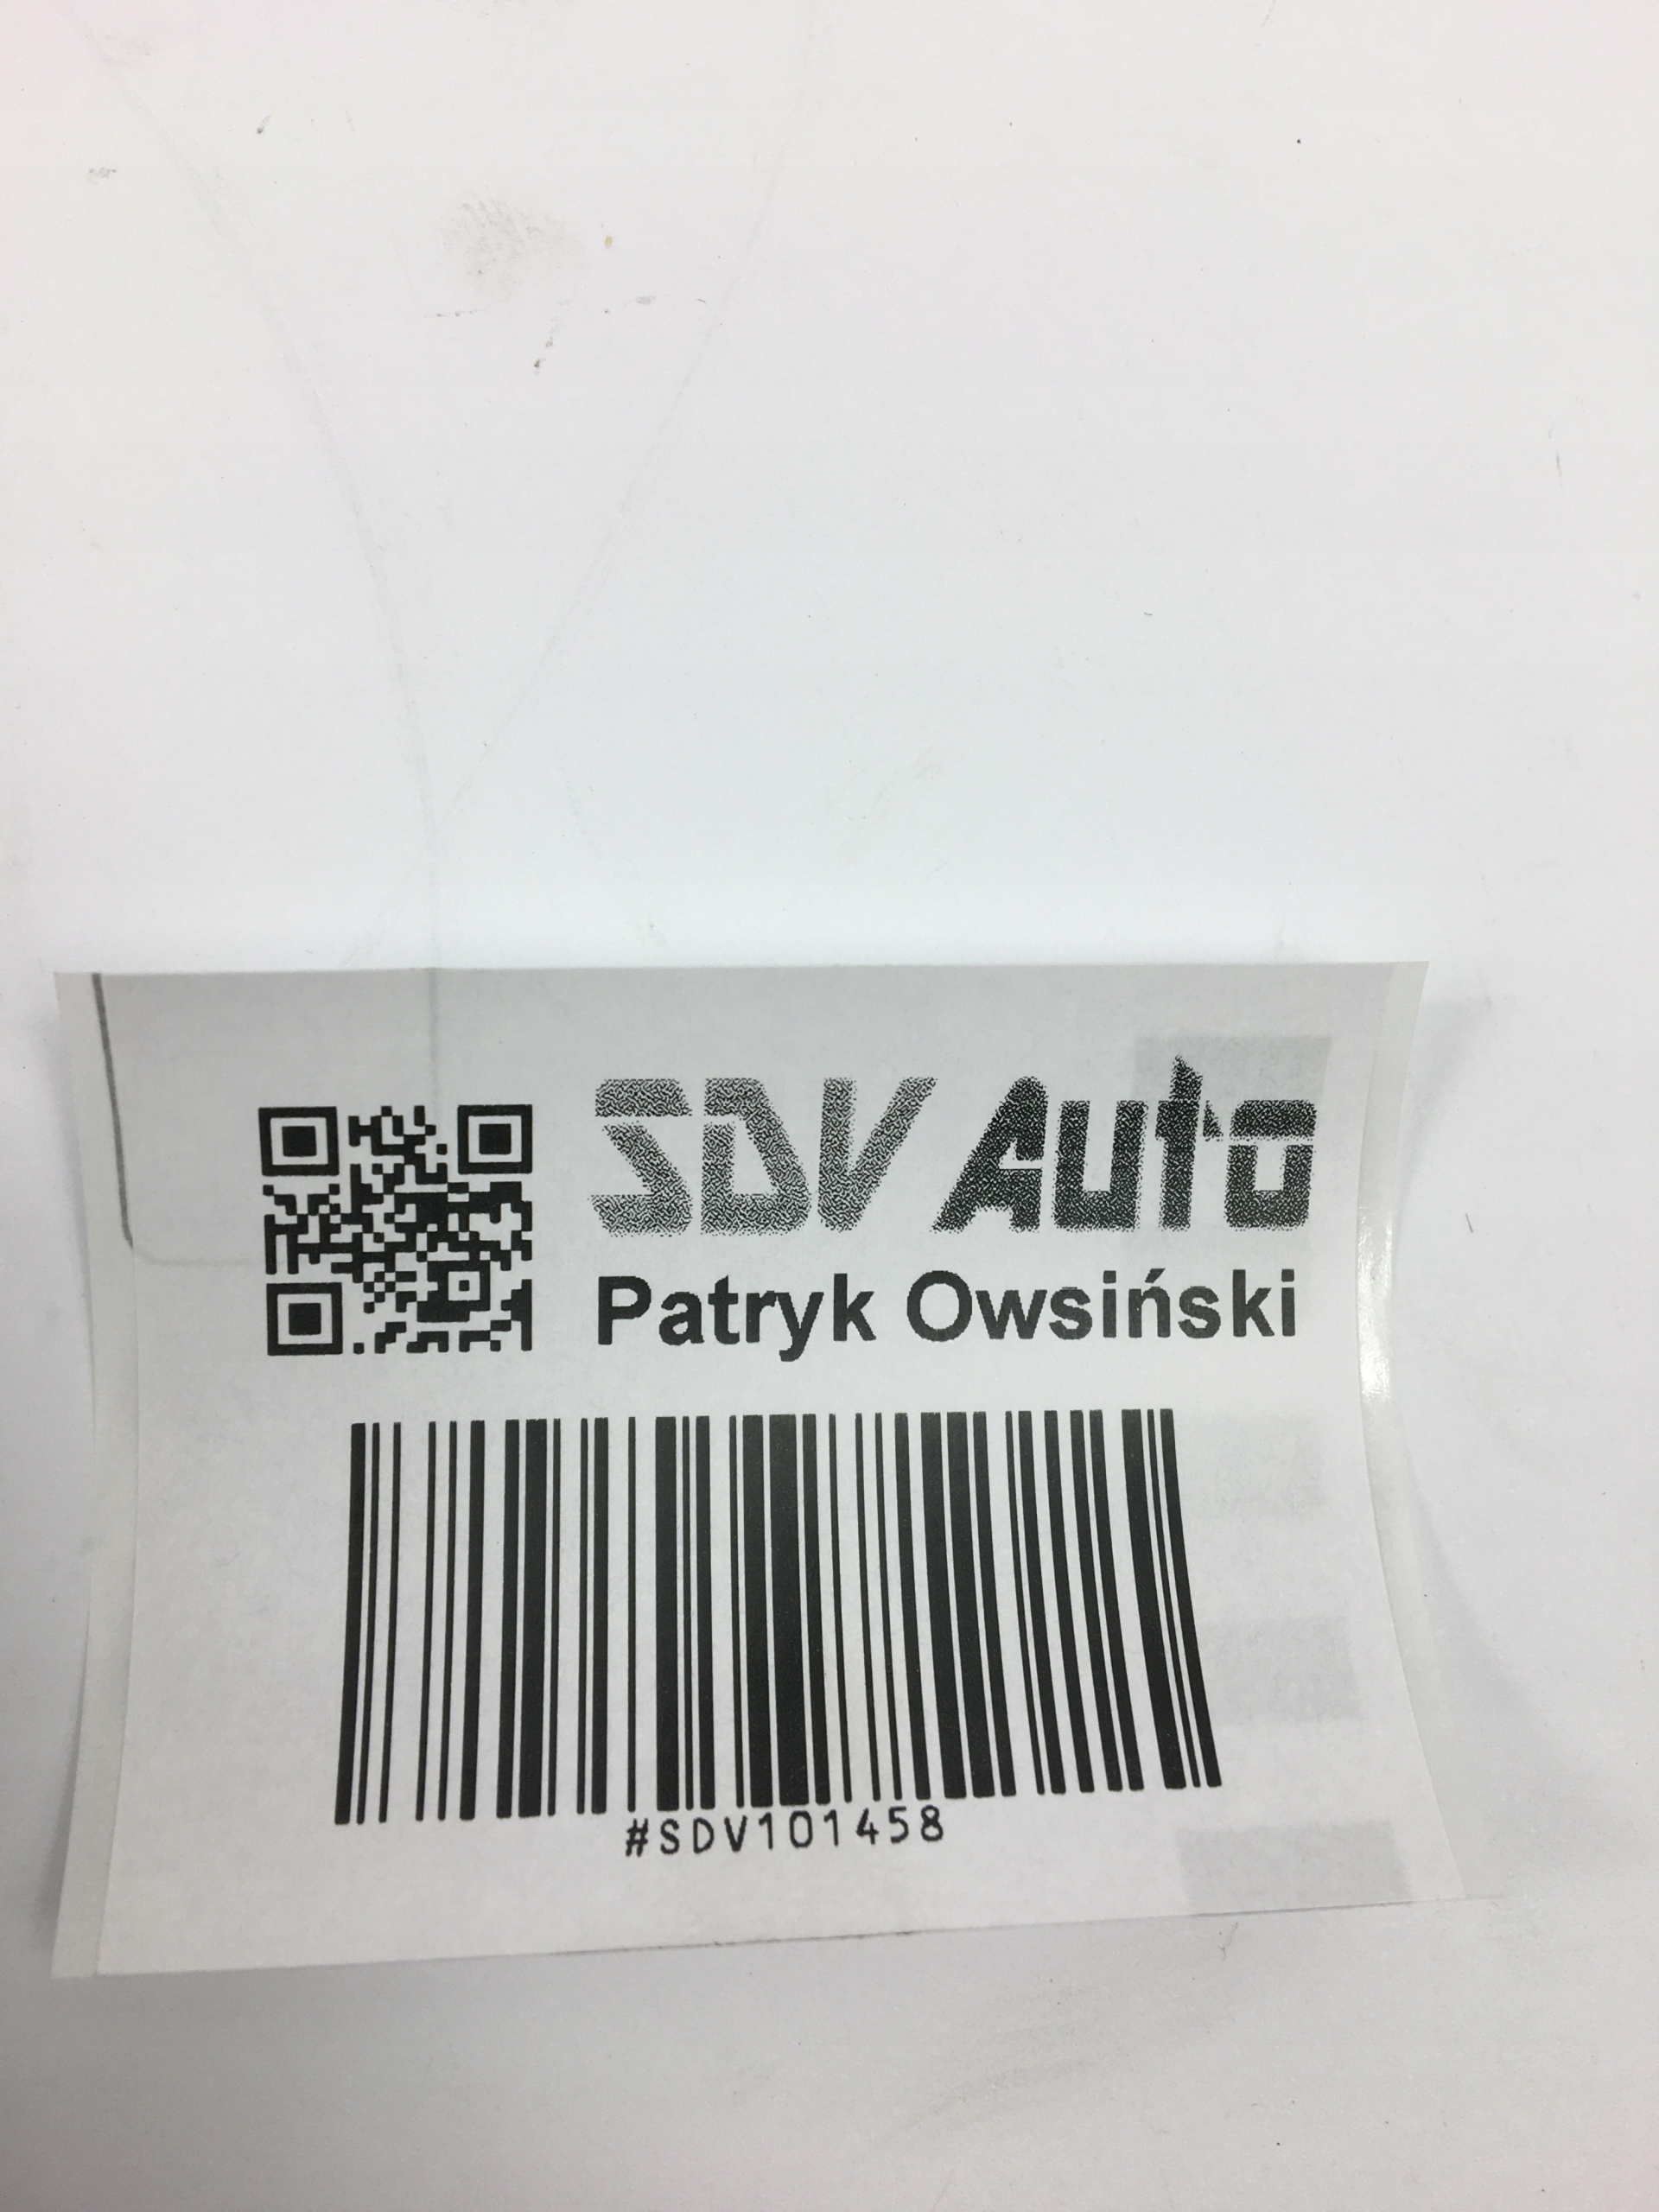 SDV Auto
Patryk Owsiński
#SDV101458